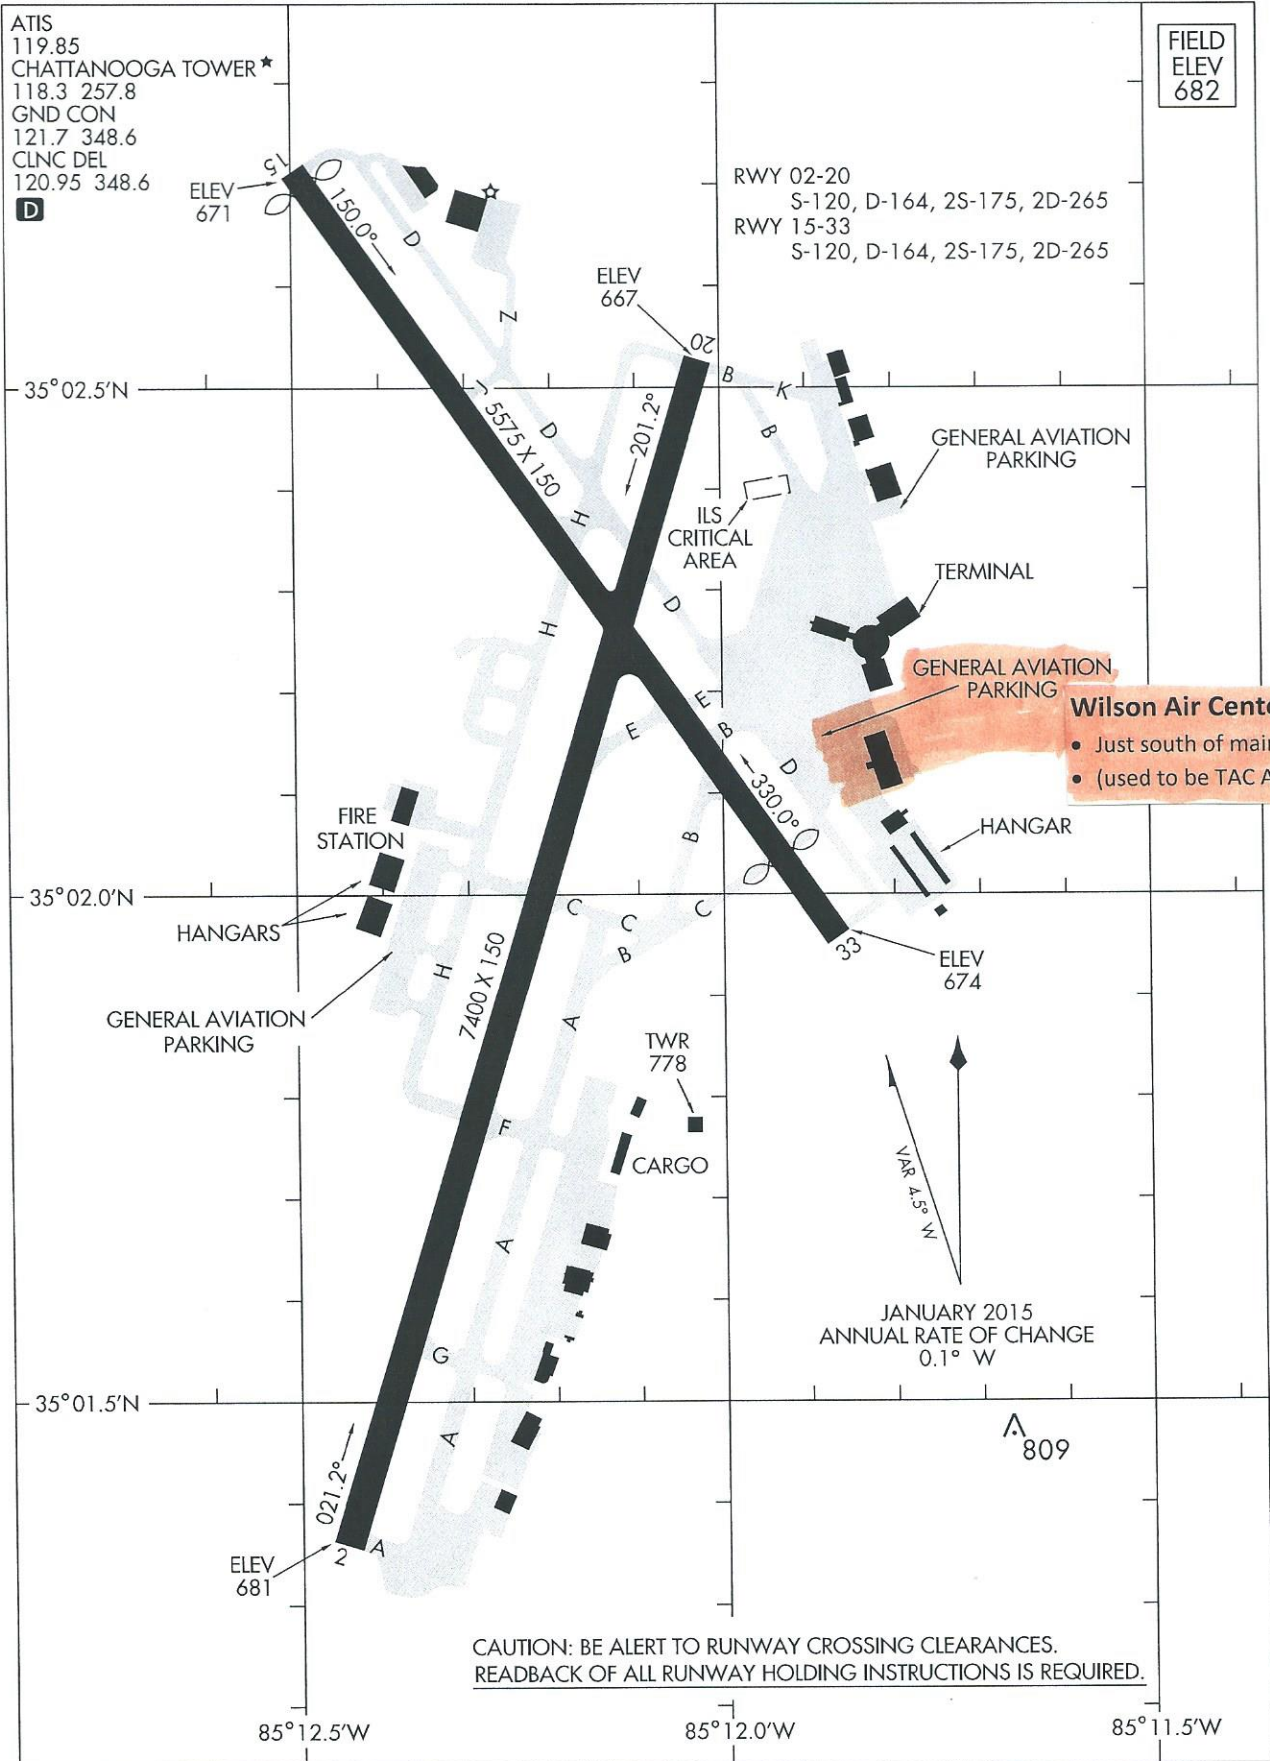 ATIS
119.85
CHATTANOOGA TOWER★
118.3 257.8
GND CON
121.7 348.6
CLNC DEL
120.95 348.6
D
FIELD
ELEV
682
15
ELEV
671
150.0°
D
RWY 02-20
S-120, D-164, 2S-175, 2D-265
RWY 15-33
S-120, D-164, 2S-175, 2D-265
ELEV
667
N
20
35°02.5'N
J
5575 X 150
D
201.2°
B
K
B
GENERAL AVIATION
PARKING
ILS
CRITICAL
AREA
H
TERMINAL
D
H
GENERAL AVIATION
PARKING
E
E
B
D
Wilson Air Cente
• Just south of mai
• (used to be TAC A
330.0°
FIRE
STATION
B
HANGAR
35°02.0'N
C
C
C
HANGARS
B
33
ELEV
674
H
7400 X 150
GENERAL AVIATION
PARKING
A
TWR
778
F
CARGO
VAR 4.5° W
A
JANUARY 2015
ANNUAL RATE OF CHANGE
0.1° W
G
35°01.5'N
A
809
021.2°
2
A
ELEV
681
CAUTION: BE ALERT TO RUNWAY CROSSING CLEARANCES.
READBACK OF ALL RUNWAY HOLDING INSTRUCTIONS IS REQUIRED.
85°12.5'W
85°12.0'W
85°11.5'W